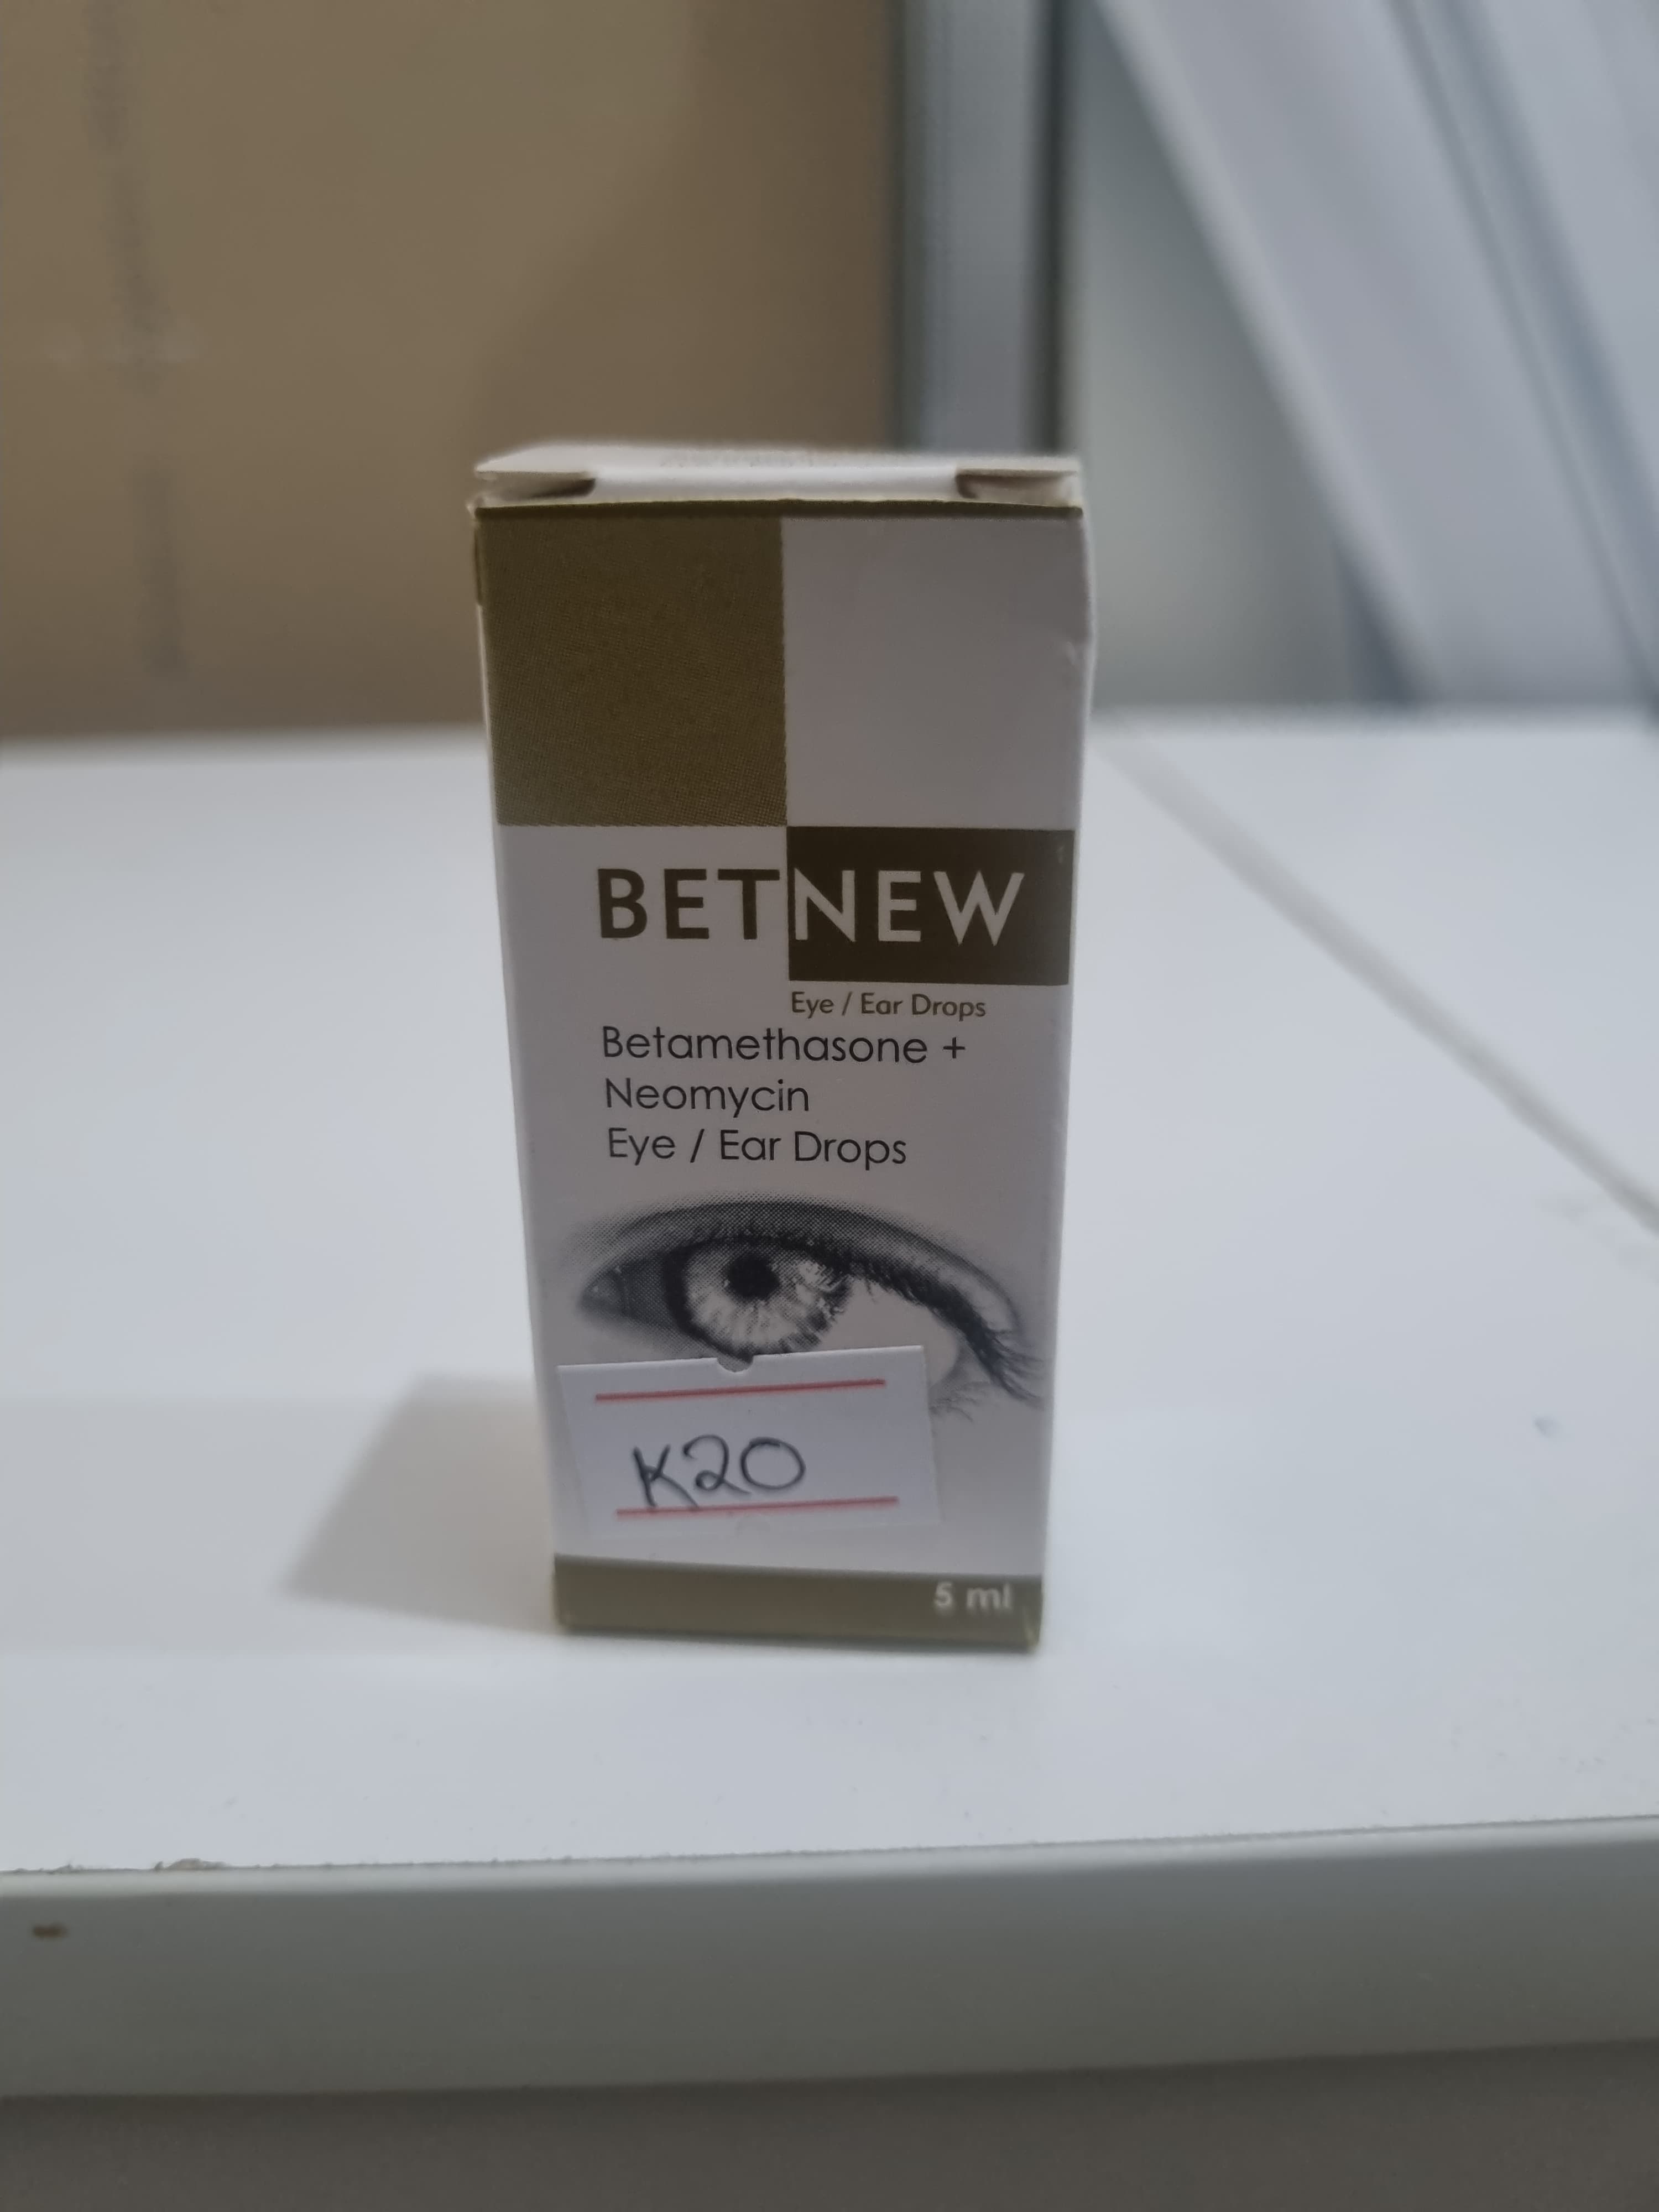 BETNEW
Eye / Ear Drops
Betamethasone +
Neomycin
Eye / Ear Drops
K20
5 ml